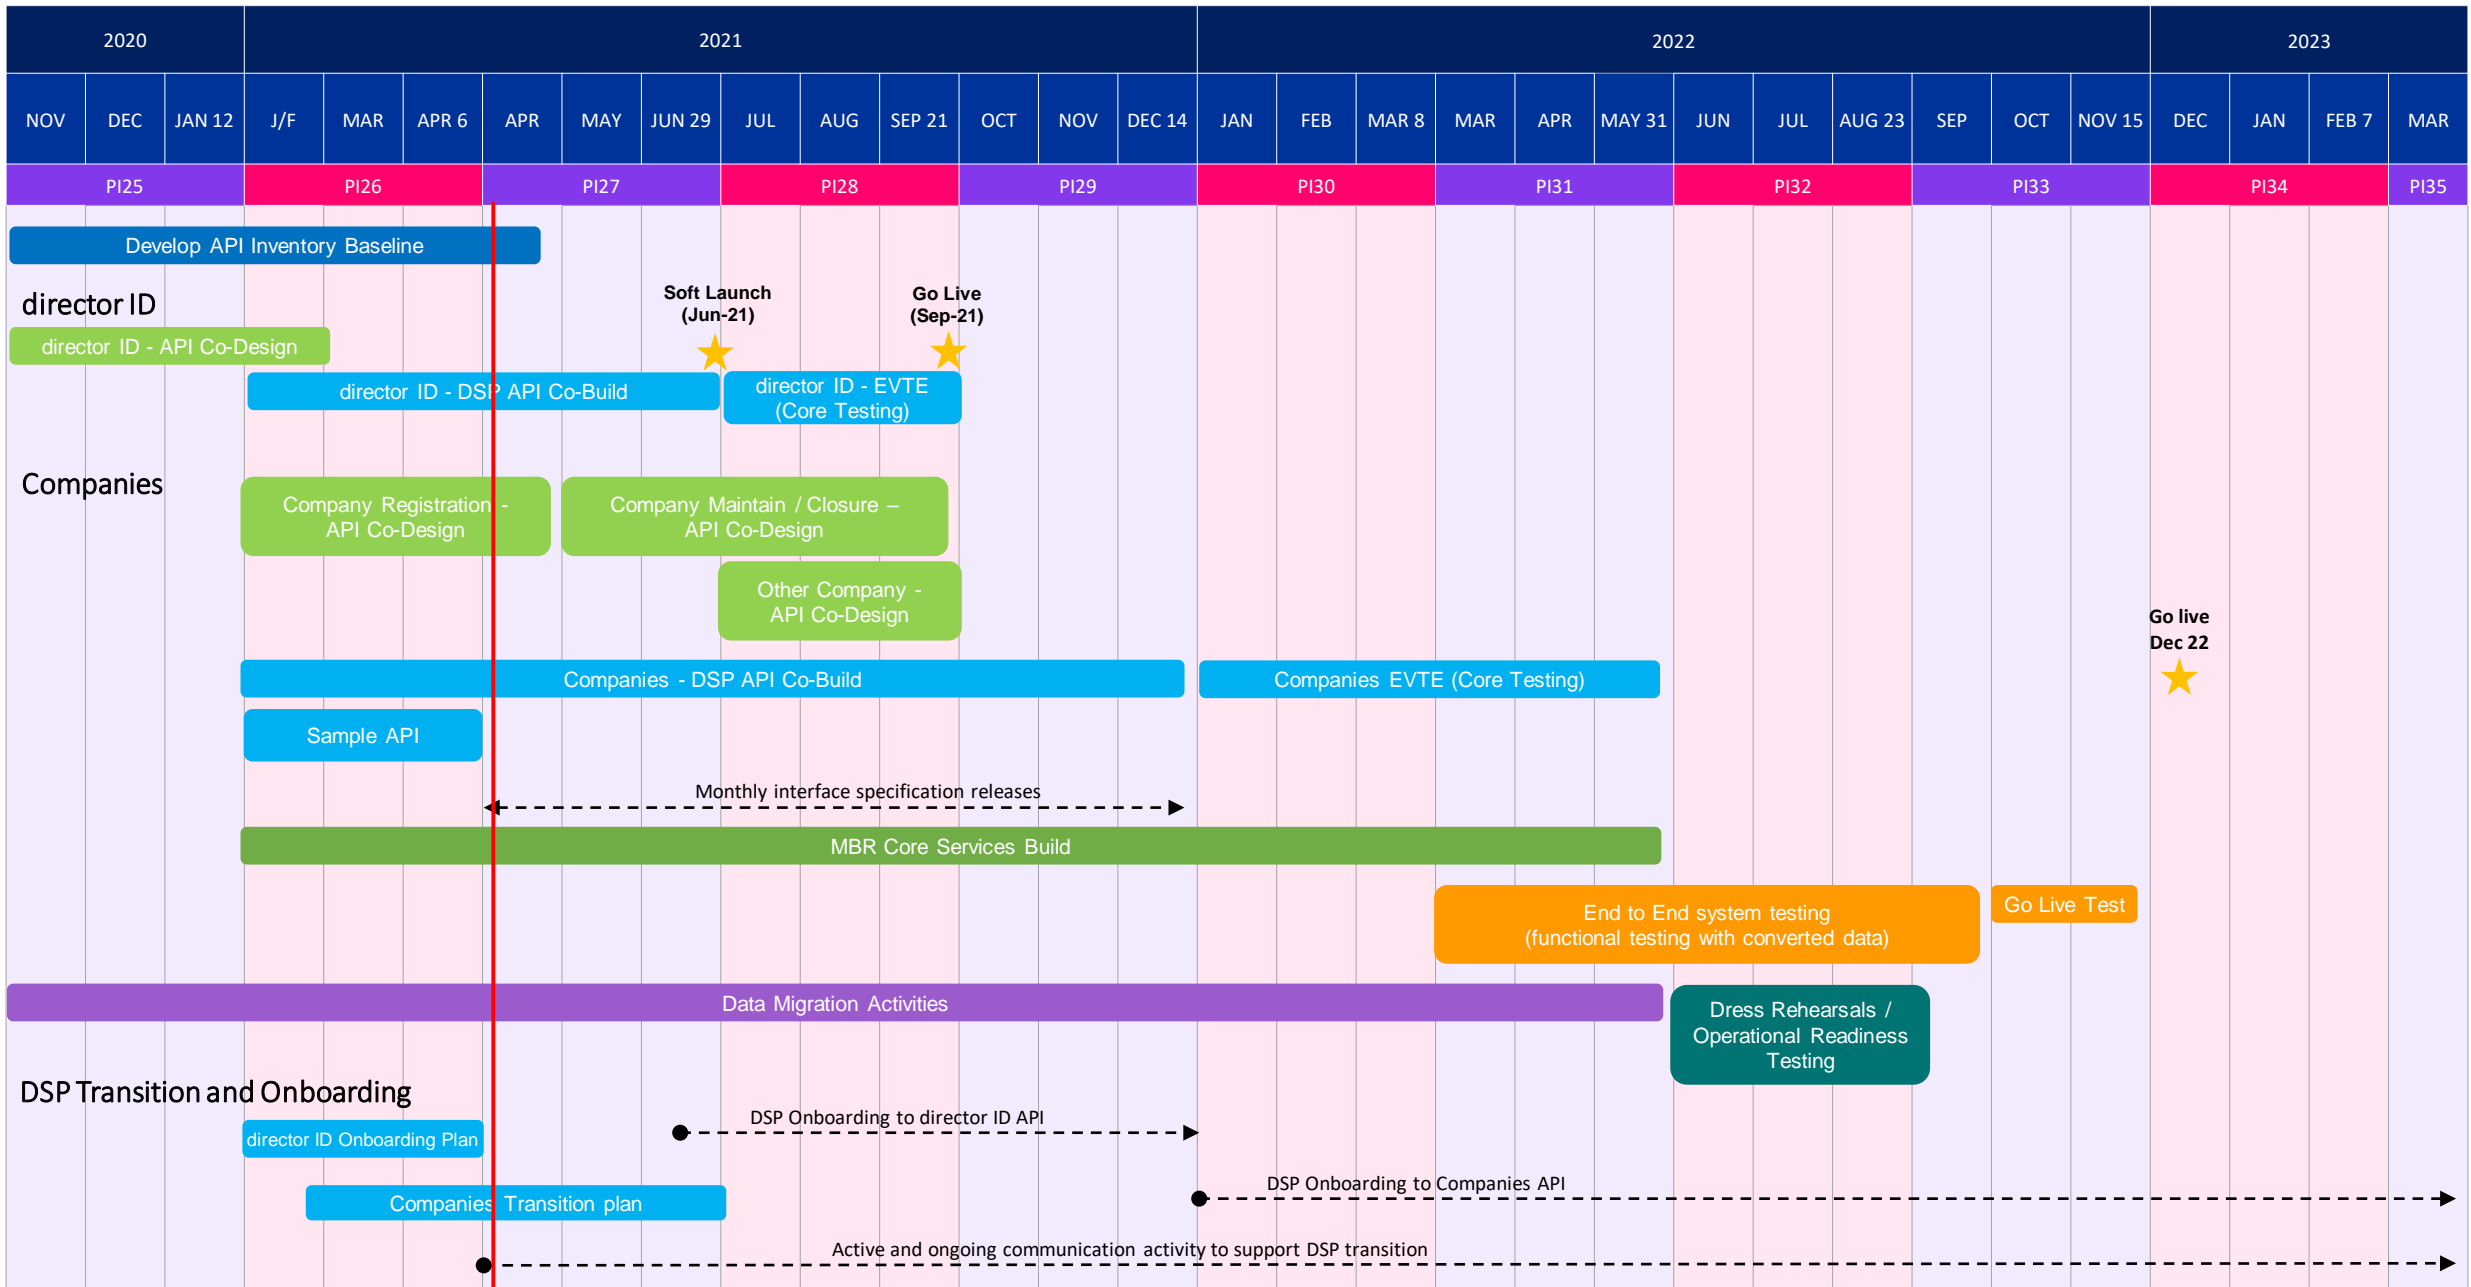 2020
2021
2022
2023
NOV DEC JAN 12 J/F MAR APR 6 APR MAY JUN 29 JUL AUG SEP 21 OCT NOV DEC 14 JAN FEB MAR 8 MAR APR MAY 31 JUN JUL AUG 23 SEP OCT NOV 15 DEC JAN FEB 7 MAR
PI25 PI26 PI27 PI28 PI29 PI30 PI31 PI32 PI33 PI34 PI35
Develop API Inventory Baseline
director ID
Soft Launch
(Jun-21)
Go Live
(Sep-21)
director ID - API Co-Design
director ID - DSP API Co-Build
director ID - EVTE
(Core Testing)
Companies
Company Registration -
API Co-Design
Company Maintain / Closure –
API Co-Design
Other Company -
API Co-Design
Go live
Dec 22
Companies - DSP API Co-Build
Companies EVTE (Core Testing)
Sample API
Monthly interface specification releases
MBR Core Services Build
End to End system testing
(functional testing with converted data)
Go Live Test
Data Migration Activities
Dress Rehearsals /
Operational Readiness
Testing
DSP Transition and Onboarding
DSP Onboarding to director ID API
director ID Onboarding Plan
DSP Onboarding to Companies API
Companies Transition plan
Active and ongoing communication activity to support DSP transition